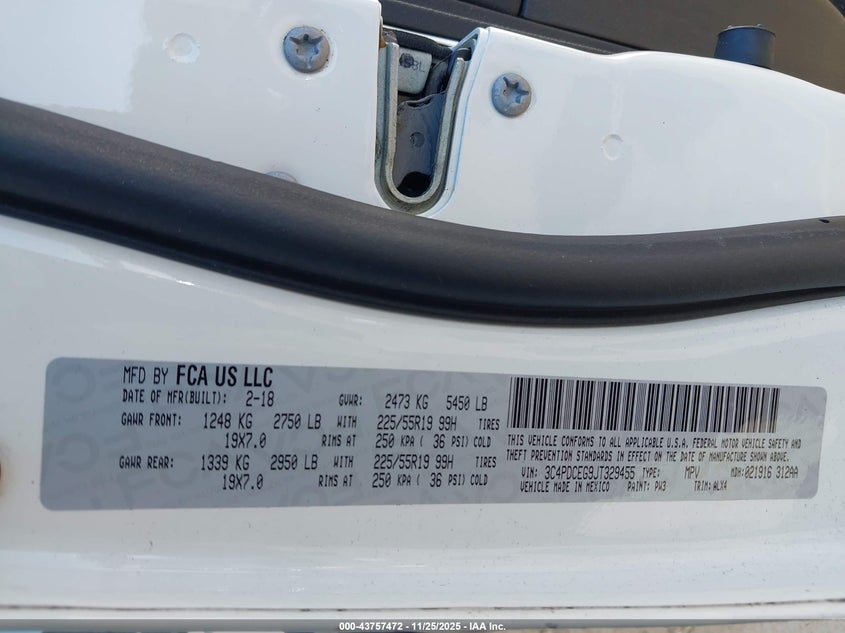 58L
MFD BY FCA US LLC
DATE OF MFR(BUILT): 2-18 GVWR: 2473 KG 5450 LB
GAWR FRONT: 1248 KG 2750 LB WITH 225/55R19 99H TIRES
19X7.0 RIMS AT 250 KPA ( 36 PSI) COLD
GAWR REAR: 1339 KG 2950 LB WITH 225/55R19 99H TIRES
19X7.0 RIMS AT 250 KPA ( 36 PSI) COLD
THIS VEHICLE CONFORMS TO ALL APPLICABLE U.S.A. FEDERAL MOTOR VEHICLE SAFETY AND
THEFT PREVENTION STANDARDS IN EFFECT ON THE DATE OF MANUFACTURE SHOWN ABOVE.
VIN: 3C4PDCEG9JT329455 TYPE: MPV MDH: 021916 312AA
VEHICLE MADE IN MEXICO PAINT: PW3 TRIM: ALX4
000-43757472 - 11/25/2025 - IAA Inc.